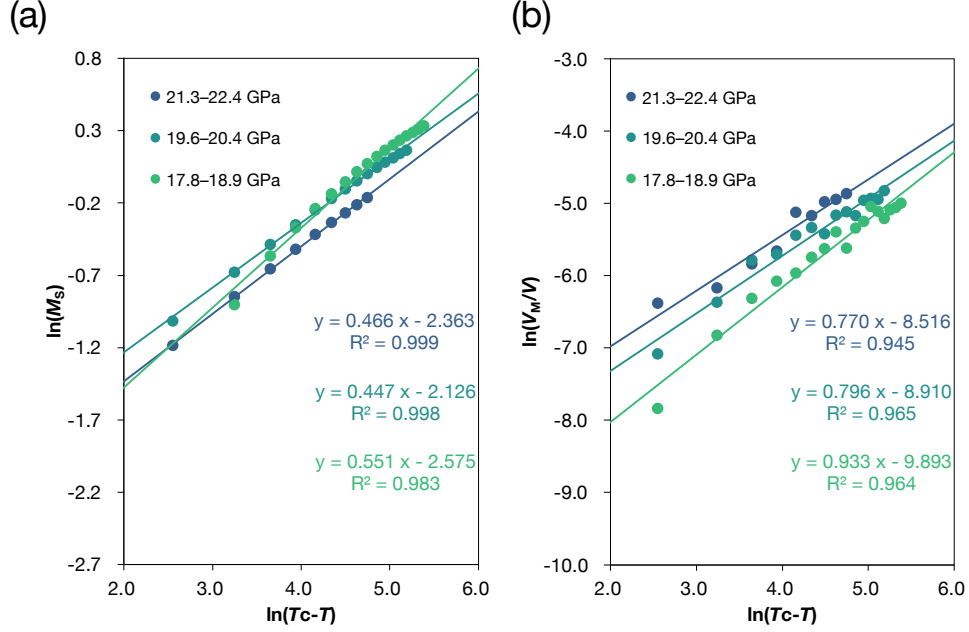 (a)
0.8
0.3
-0.2
-0.7
-1.2
-1.7
-2.2
-2.7
ln(Ms)
21.3–22.4 GPa
19.6–20.4 GPa
17.8–18.9 GPa
y = 0.466 x - 2.363
R² = 0.999
y = 0.447 x - 2.126
R² = 0.998
y = 0.551 x - 2.575
R² = 0.983
2.0 3.0 4.0 5.0 6.0
ln(Tc-T)
(b)
-3.0
-4.0
-5.0
-6.0
-7.0
-8.0
-9.0
-10.0
ln(VM/V)
21.3–22.4 GPa
19.6–20.4 GPa
17.8–18.9 GPa
y = 0.770 x - 8.516
R² = 0.945
y = 0.796 x - 8.910
R² = 0.965
y = 0.933 x - 9.893
R² = 0.964
2.0 3.0 4.0 5.0 6.0
ln(Tc-T)